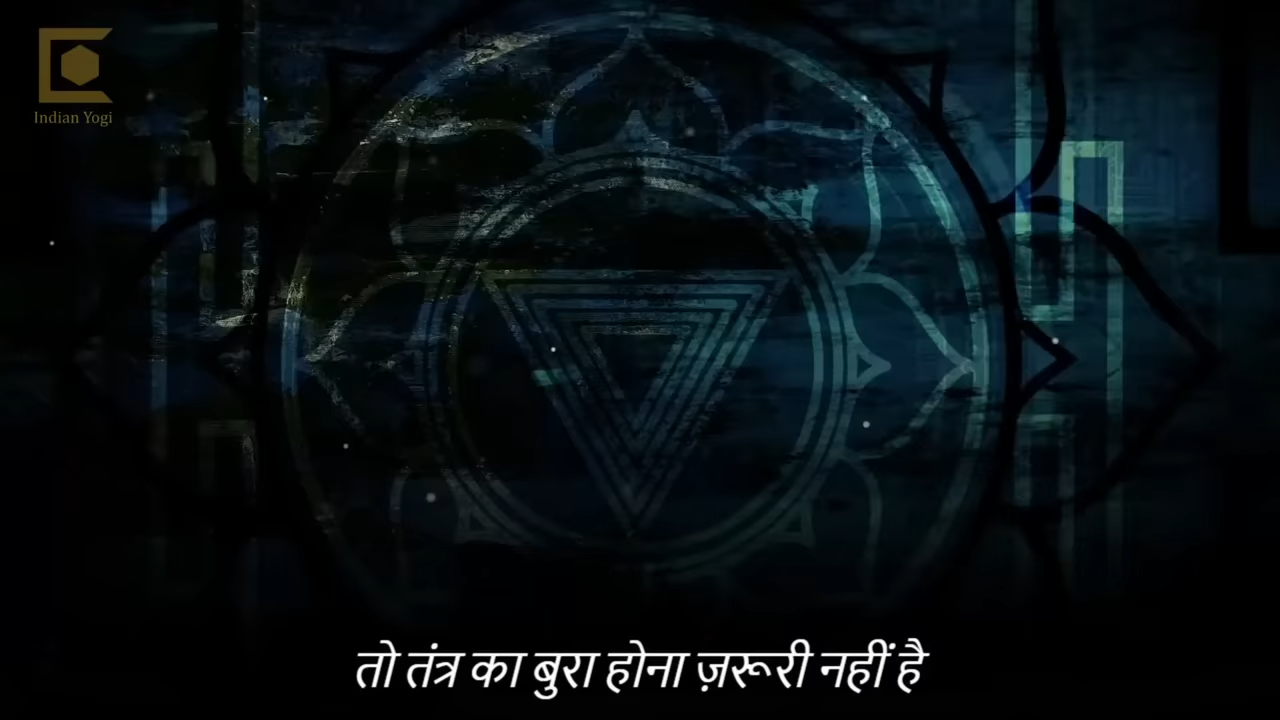 Indian Yogi
तो तंत्र का बुरा होना ज़रूरी नहीं है